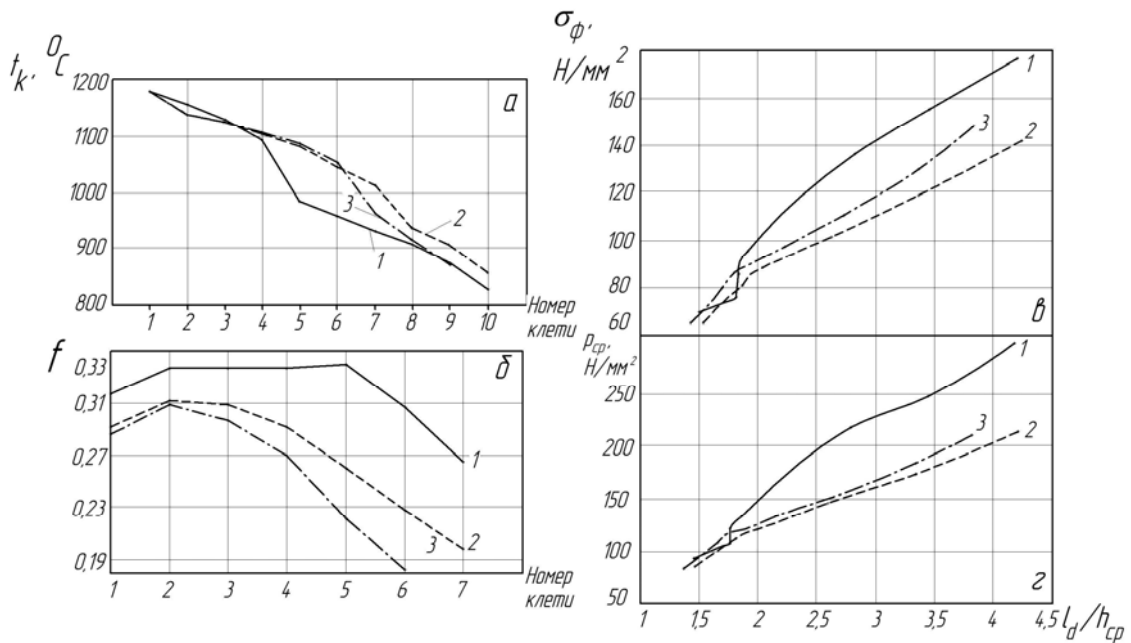 t_k, °C
1200
1100
1000
900
800
а
3
2
1
1 2 3 4 5 6 7 8 9 10
Номер
клети
f
0,33
0,31
0,27
0,23
0,19
б
1
3 2
1 2 3 4 5 6 7
Номер
клети
σ_ф,
Н/мм 2
160
140
120
100
80
60
1
3
2
в
P_ср,
Н/мм²
250
200
150
100
50
1
3
2
г
1 1,5 2 2,5 3 3,5 4 4,5 l_d/h_ср